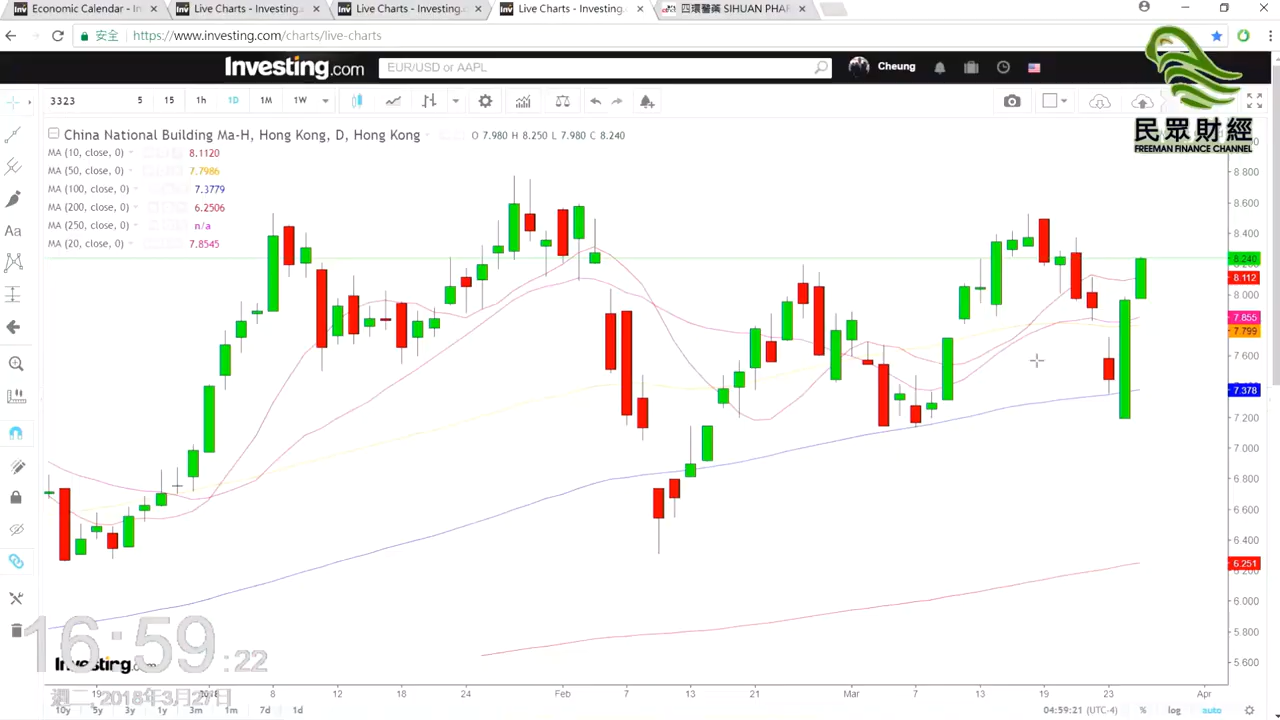 Economic Calendar - In
Live Charts - Investing.
Live Charts - Investing.c
Live Charts - Investing.
四環醫藥 SIHUAN PHAR
安全
https://www.investing.com/charts/live-charts
Investing.com
EUR/USD or AAPL
Cheung
民眾財經
FREEMAN FINANCE CHANNEL
3323
5
15
1h
1D
1M
1W
China National Building Ma-H, Hong Kong, D, Hong Kong
O 7.980 H 8.250 L 7.980 C 8.240
MA (10, close, 0) 8.1120
MA (50, close, 0) 7.7986
MA (100, close, 0) 7.3779
MA (200, close, 0) 6.2506
MA (250, close, 0) n/a
MA (20, close, 0) 7.8545
8.800
8.600
8.400
8.240
8.112
8.000
7.855
7.799
7.600
7.378
7.200
7.000
6.800
6.600
6.400
6.251
6.000
5.800
5.600
16:59:22
Investing.com
週二, 2018年3月27日
19
2018
8
12
18
24
Feb
7
13
21
Mar
7
13
19
23
Apr
10y
5y
3y
1y
3m
1m
7d
1d
04:59:21 (UTC-4)
%
log
auto